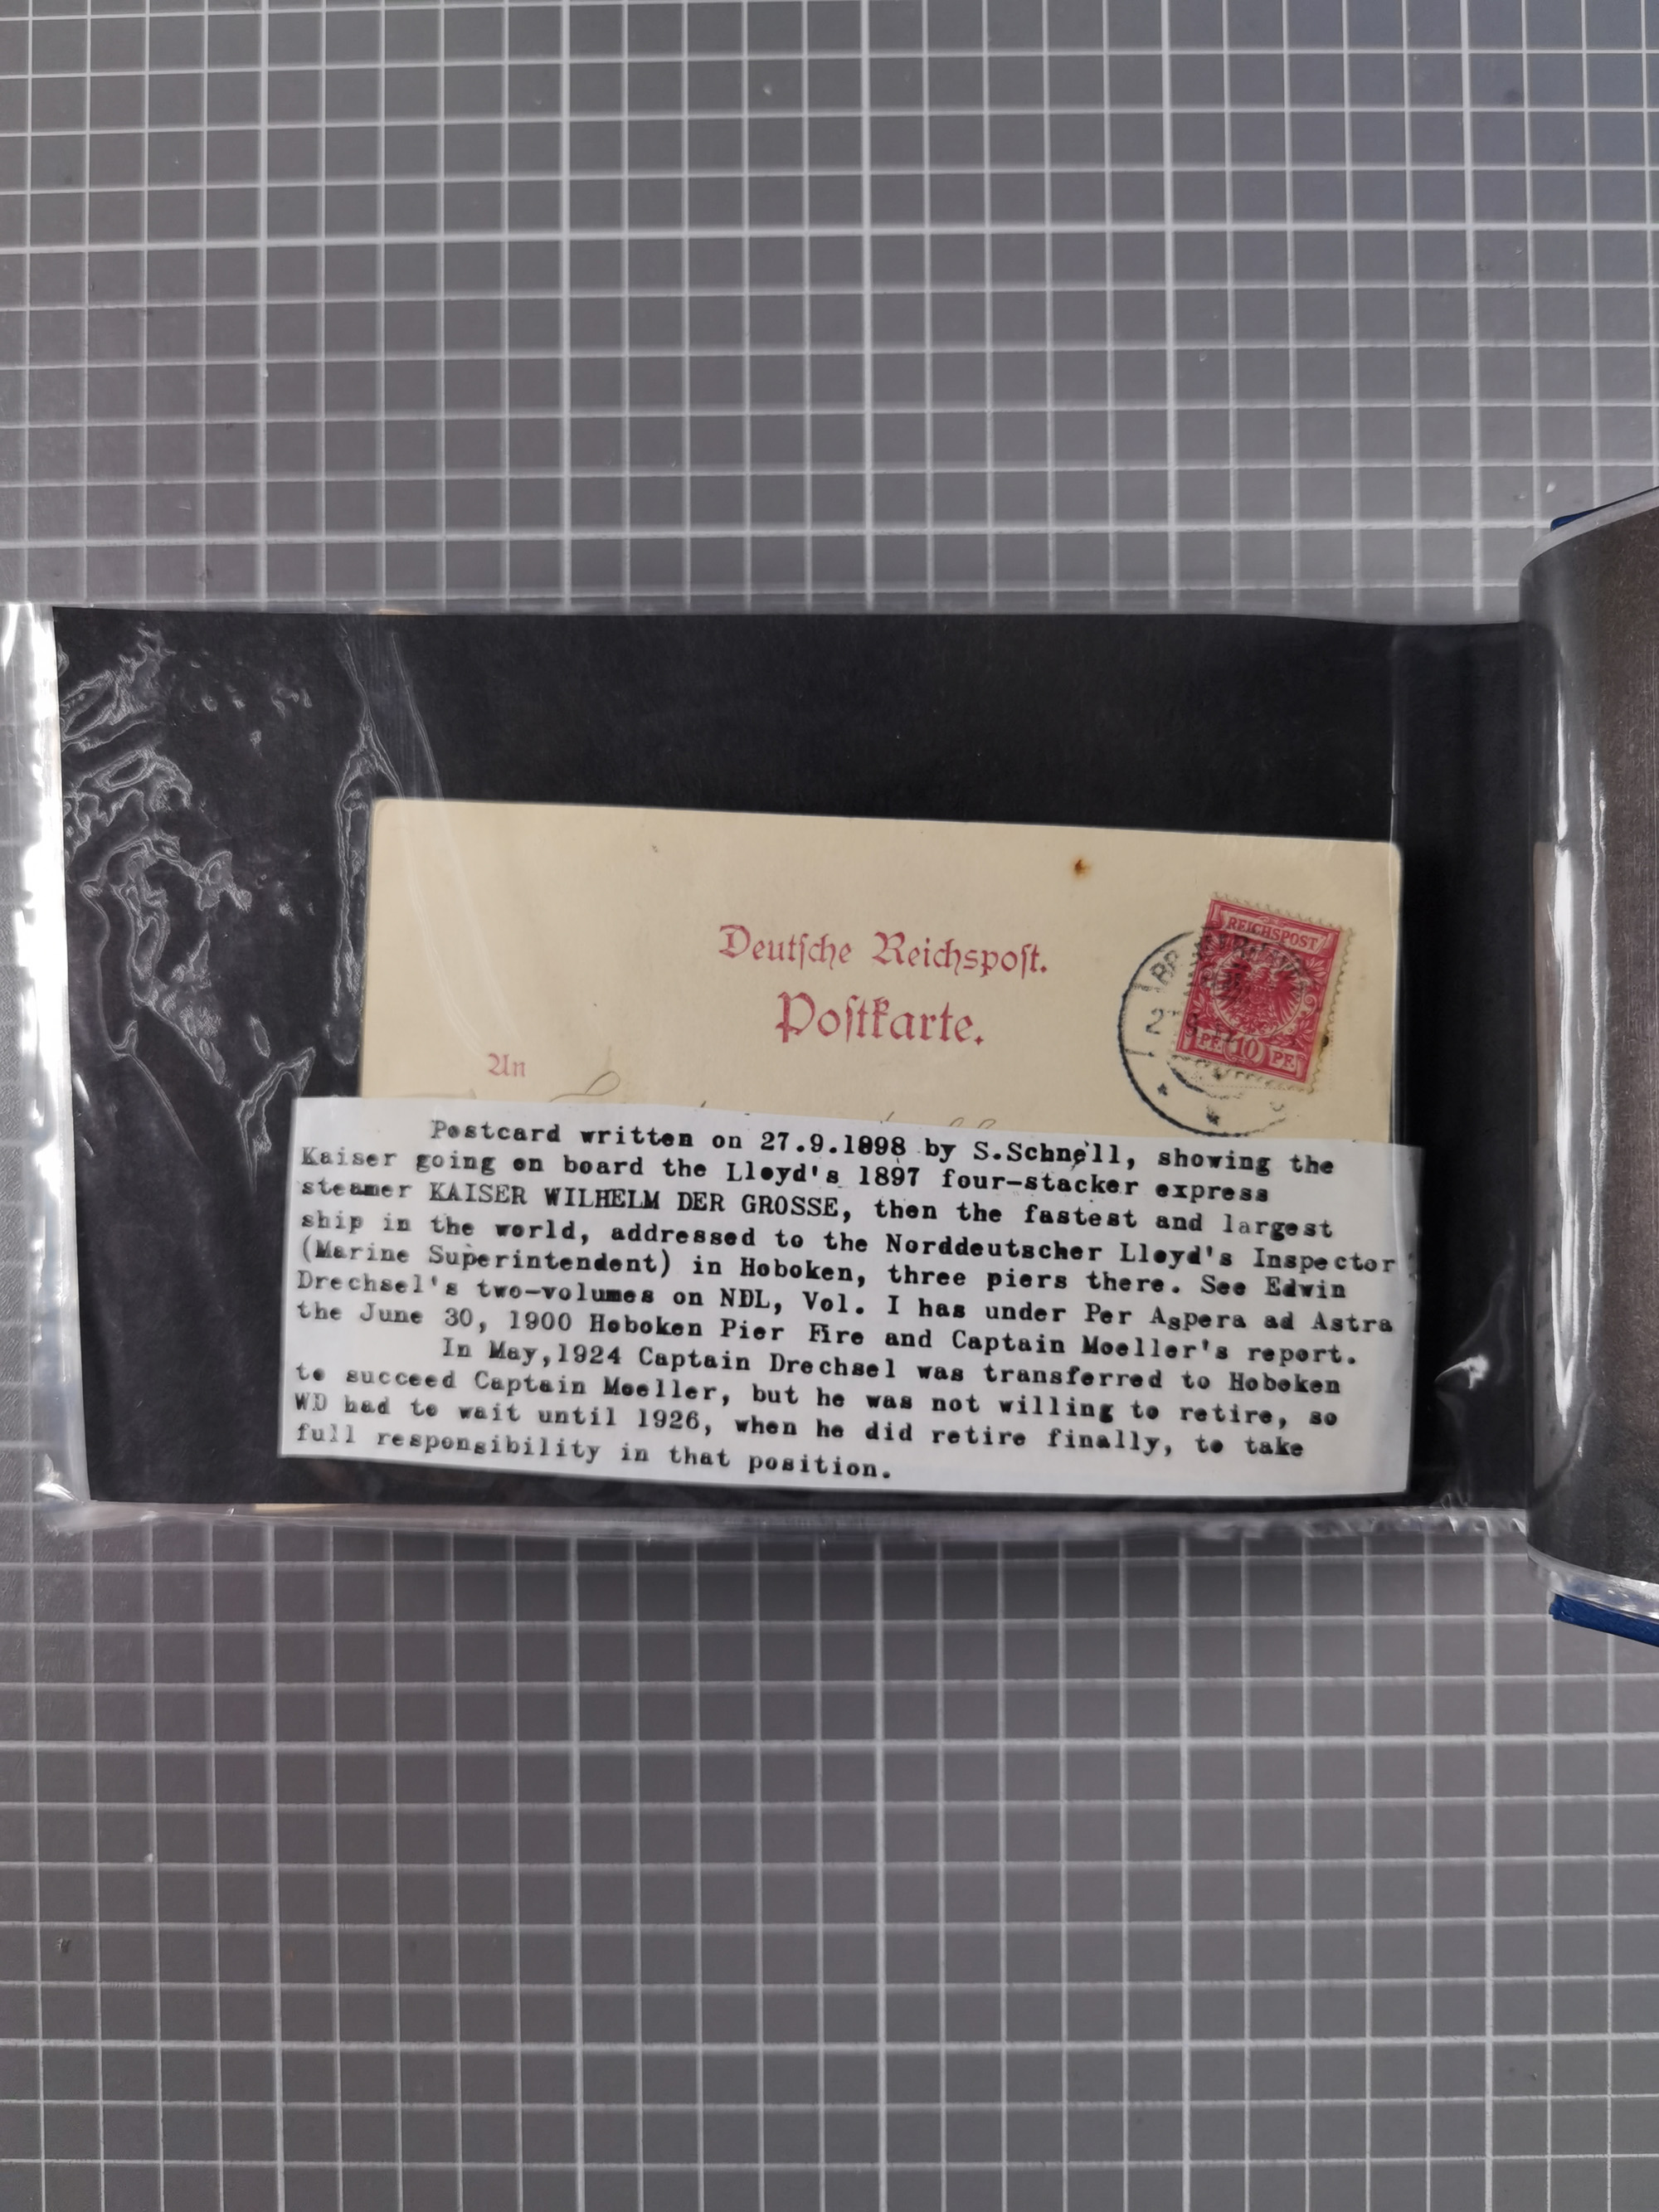 Deutsche Reichspost.
Postkarte.
An
REICHSPOST
PF 10 PF
Postcard written on 27.9.1898 by S.Schnell, showing the
Kaiser going on board the Lloyd's 1897 four-stacker express
steamer KAISER WILHELM DER GROSSE, then the fastest and largest
ship in the world, addressed to the Norddeutscher Lloyd's Inspector
(Marine Superintendent) in Hoboken, three piers there. See Edwin
Drechsel's two-volumes on NDL, Vol. I has under Per Aspera ad Astra
the June 30, 1900 Hoboken Pier Fire and Captain Moeller's report.
In May,1924 Captain Drechsel was transferred to Hoboken
to succeed Captain Moeller, but he was not willing to retire, so
WD had to wait until 1926, when he did retire finally, to take
full responsibility in that position.